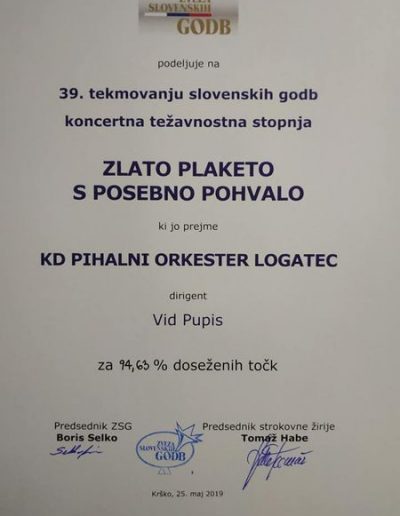 ZVEZA
SLOVENSKIH
GODB
podeljuje na
39. tekmovanju slovenskih godb
koncertna težavnostna stopnja
ZLATO PLAKETO
S POSEBNO POHVALO
ki jo prejme
KD PIHALNI ORKESTER LOGATEC
dirigent
Vid Pupis
za 94,63 % doseženih točk
Predsednik ZSG
Boris Selko
ZVEZA
SLOVENSKIH
GODB
Predsednik strokovne žirije
Tomaž Habe
Krško, 25. maj 2019